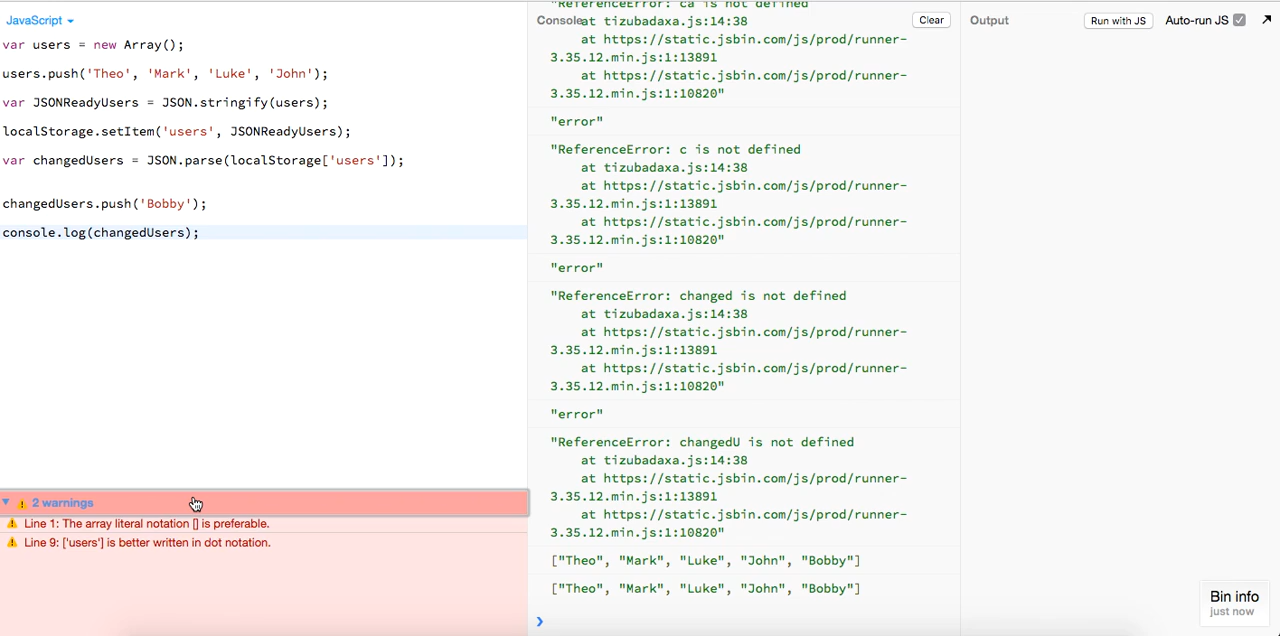 JavaScript
var users = new Array();
users.push('Theo', 'Mark', 'Luke', 'John');
var JSONReadyUsers = JSON.stringify(users);
localStorage.setItem('users', JSONReadyUsers);
var changedUsers = JSON.parse(localStorage['users']);
changedUsers.push('Bobby');
console.log(changedUsers);
2 warnings
Line 1: The array literal notation [] is preferable.
Line 9: ['users'] is better written in dot notation.
Console
Clear
"ReferenceError: ca is not defined
at tizubadaxa.js:14:38
at https://static.jsbin.com/js/prod/runner-
3.35.12.min.js:1:13891
at https://static.jsbin.com/js/prod/runner-
3.35.12.min.js:1:10820"
"error"
"ReferenceError: c is not defined
at tizubadaxa.js:14:38
at https://static.jsbin.com/js/prod/runner-
3.35.12.min.js:1:13891
at https://static.jsbin.com/js/prod/runner-
3.35.12.min.js:1:10820"
"error"
"ReferenceError: changed is not defined
at tizubadaxa.js:14:38
at https://static.jsbin.com/js/prod/runner-
3.35.12.min.js:1:13891
at https://static.jsbin.com/js/prod/runner-
3.35.12.min.js:1:10820"
"error"
"ReferenceError: changedU is not defined
at tizubadaxa.js:14:38
at https://static.jsbin.com/js/prod/runner-
3.35.12.min.js:1:13891
at https://static.jsbin.com/js/prod/runner-
3.35.12.min.js:1:10820"
["Theo", "Mark", "Luke", "John", "Bobby"]
["Theo", "Mark", "Luke", "John", "Bobby"]
Output
Run with JS
Auto-run JS
Bin info
just now